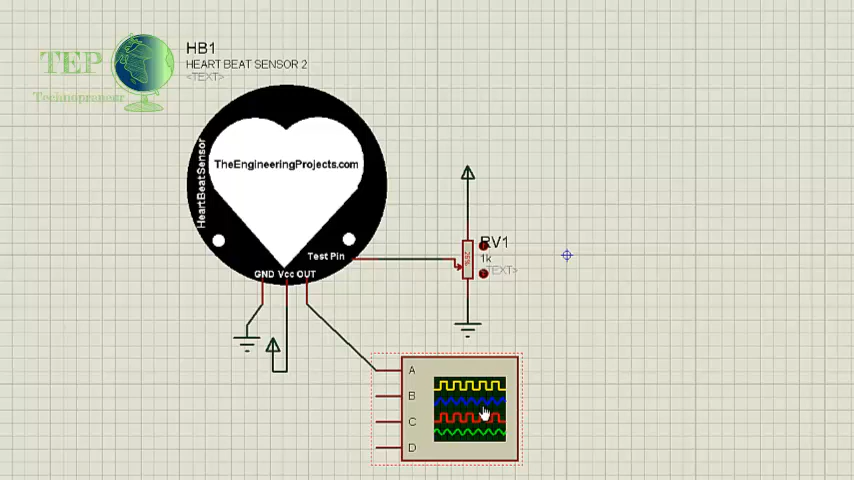 TEP
Technopreneur
HB1
HEART BEAT SENSOR 2
<TEXT>
HeartBeatSensor
TheEngineeringProjects.com
Test Pin
GND Vcc OUT
RV1
1k
<TEXT>
A
B
C
D